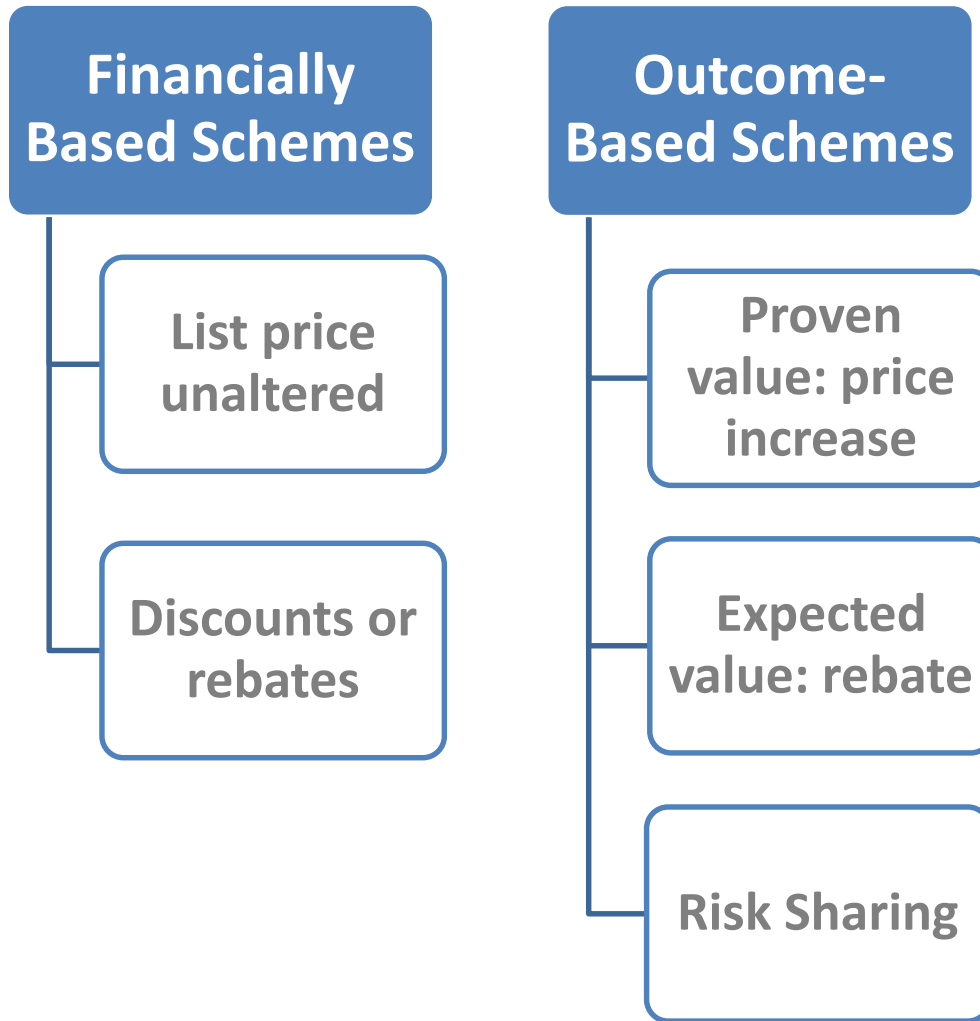 Financially
Based Schemes
List price
unaltered
Discounts or
rebates
Outcome-
Based Schemes
Proven
value: price
increase
Expected
value: rebate
Risk Sharing